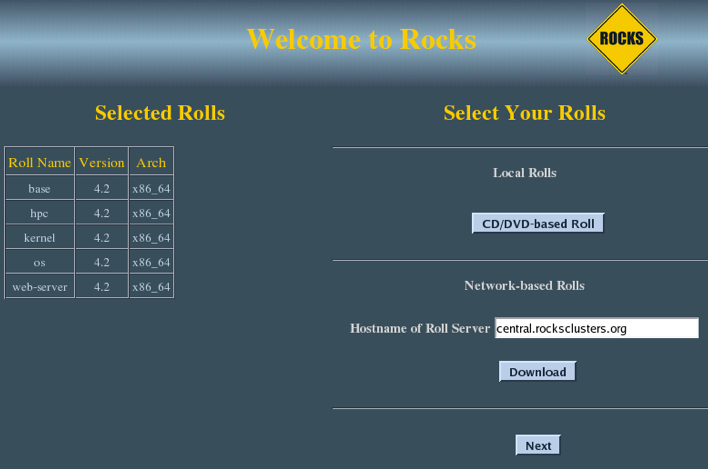 Welcome to Rocks
ROCKS
Selected Rolls
Roll Name Version Arch
base 4.2 x86_64
hpc 4.2 x86_64
kernel 4.2 x86_64
os 4.2 x86_64
web-server 4.2 x86_64
Select Your Rolls
Local Rolls
CD/DVD-based Roll
Network-based Rolls
Hostname of Roll Server central.rocksclusters.org
Download
Next